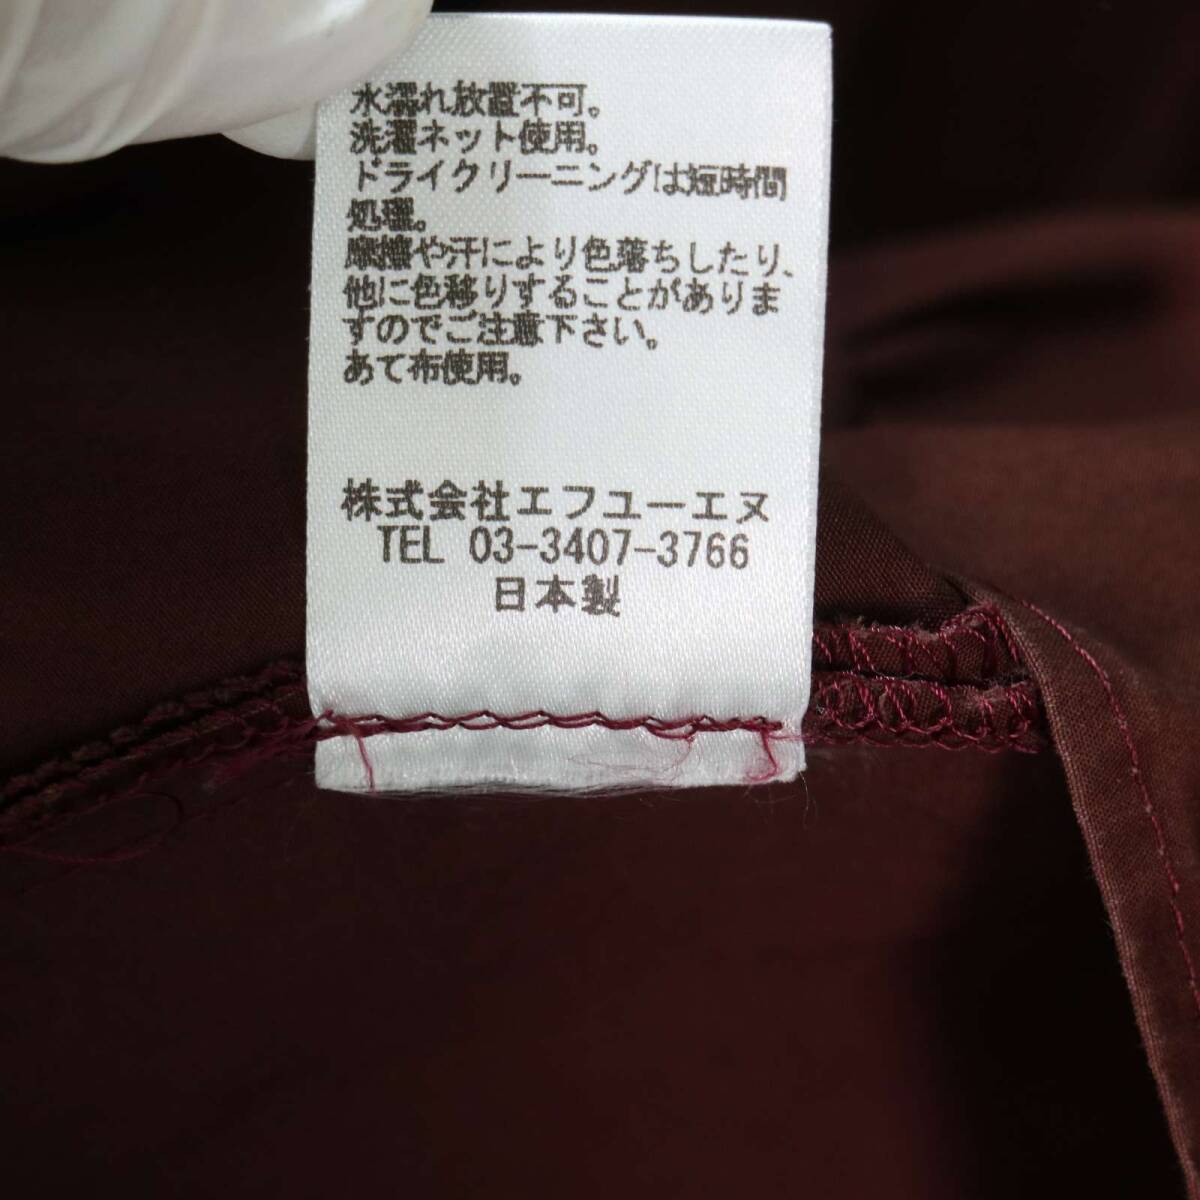 水濡れ放置不可。
洗濯ネット使用。
ドライクリーニングは短時間
処理。
摩擦や汗により色落ちしたり、
他に色移りすることがありま
すのでご注意下さい。
あて布使用。
株式会社エフユーエヌ
TEL 03-3407-3766
日本製